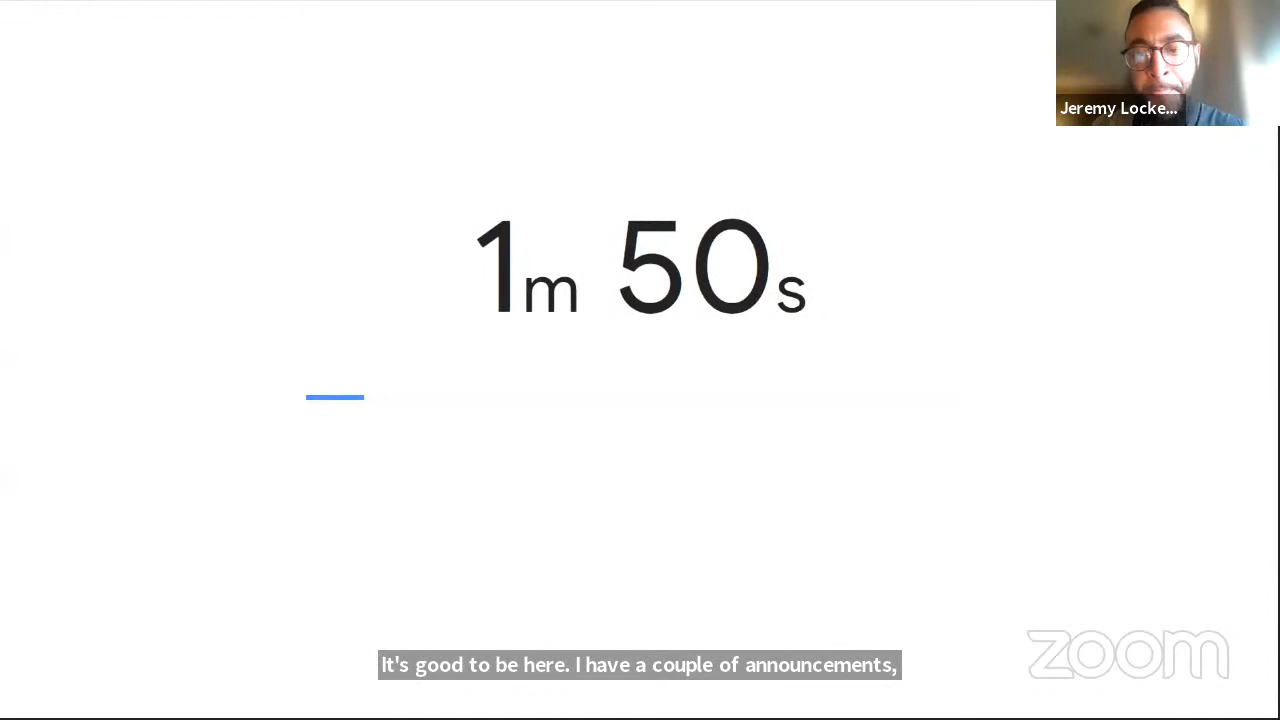 Jeremy Locke...
1m 50s
It's good to be here. I have a couple of announcements,
zoom